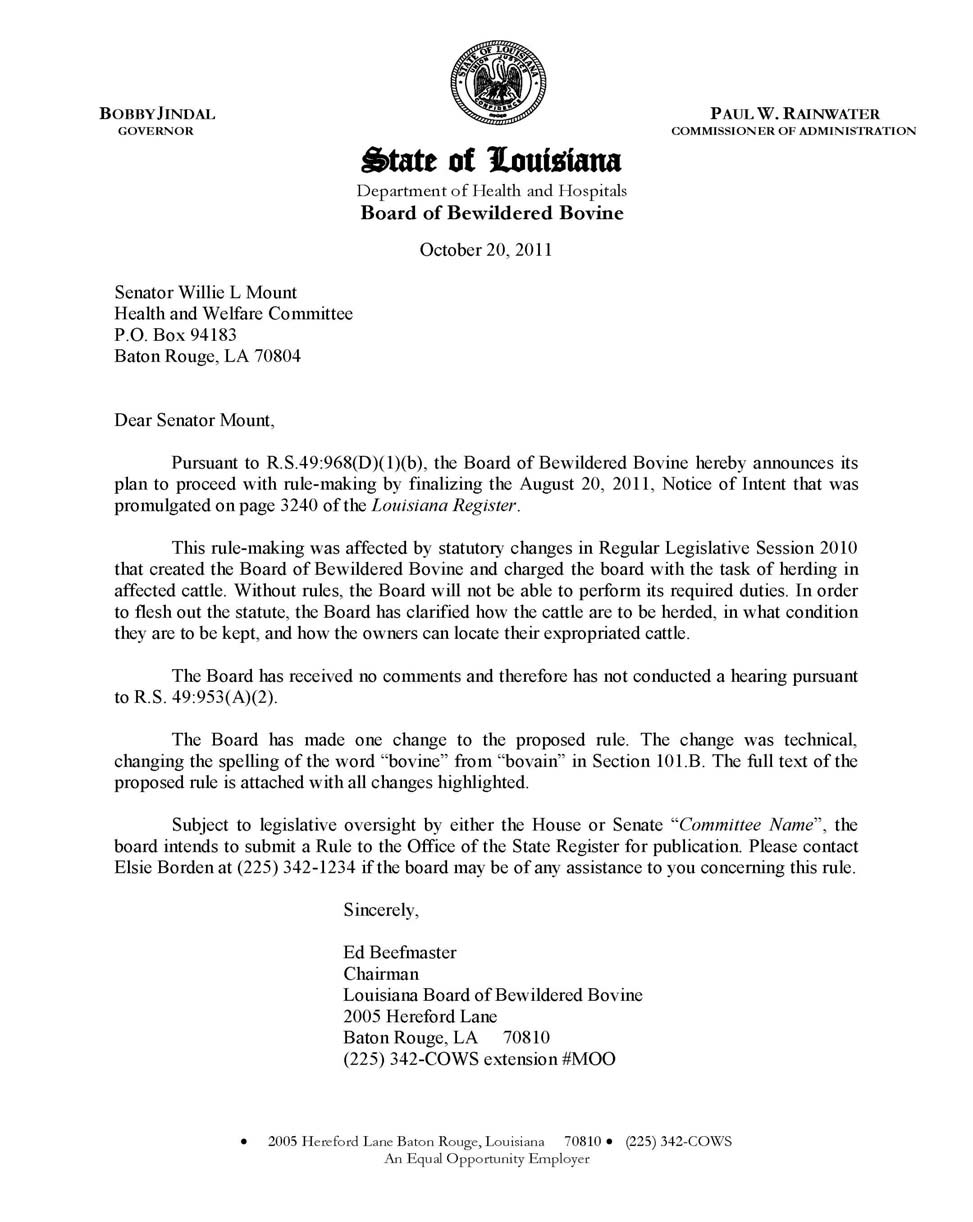 STATE OF LOUISIANA
UNION JUSTICE
CONFIDENCE
BOBBY JINDAL
GOVERNOR
PAUL W. RAINWATER
COMMISSIONER OF ADMINISTRATION
State of Louisiana
Department of Health and Hospitals
Board of Bewildered Bovine
October 20, 2011
Senator Willie L Mount
Health and Welfare Committee
P.O. Box 94183
Baton Rouge, LA 70804
Dear Senator Mount,
Pursuant to R.S.49:968(D)(1)(b), the Board of Bewildered Bovine hereby announces its
plan to proceed with rule-making by finalizing the August 20, 2011, Notice of Intent that was
promulgated on page 3240 of the Louisiana Register.
This rule-making was affected by statutory changes in Regular Legislative Session 2010
that created the Board of Bewildered Bovine and charged the board with the task of herding in
affected cattle. Without rules, the Board will not be able to perform its required duties. In order
to flesh out the statute, the Board has clarified how the cattle are to be herded, in what condition
they are to be kept, and how the owners can locate their expropriated cattle.
The Board has received no comments and therefore has not conducted a hearing pursuant
to R.S. 49:953(A)(2).
The Board has made one change to the proposed rule. The change was technical,
changing the spelling of the word “bovine” from “bovain” in Section 101.B. The full text of the
proposed rule is attached with all changes highlighted.
Subject to legislative oversight by either the House or Senate “Committee Name”, the
board intends to submit a Rule to the Office of the State Register for publication. Please contact
Elsie Borden at (225) 342-1234 if the board may be of any assistance to you concerning this rule.
Sincerely,
Ed Beefmaster
Chairman
Louisiana Board of Bewildered Bovine
2005 Hereford Lane
Baton Rouge, LA 70810
(225) 342-COWS extension #MOO
• 2005 Hereford Lane Baton Rouge, Louisiana 70810 • (225) 342-COWS
An Equal Opportunity Employer